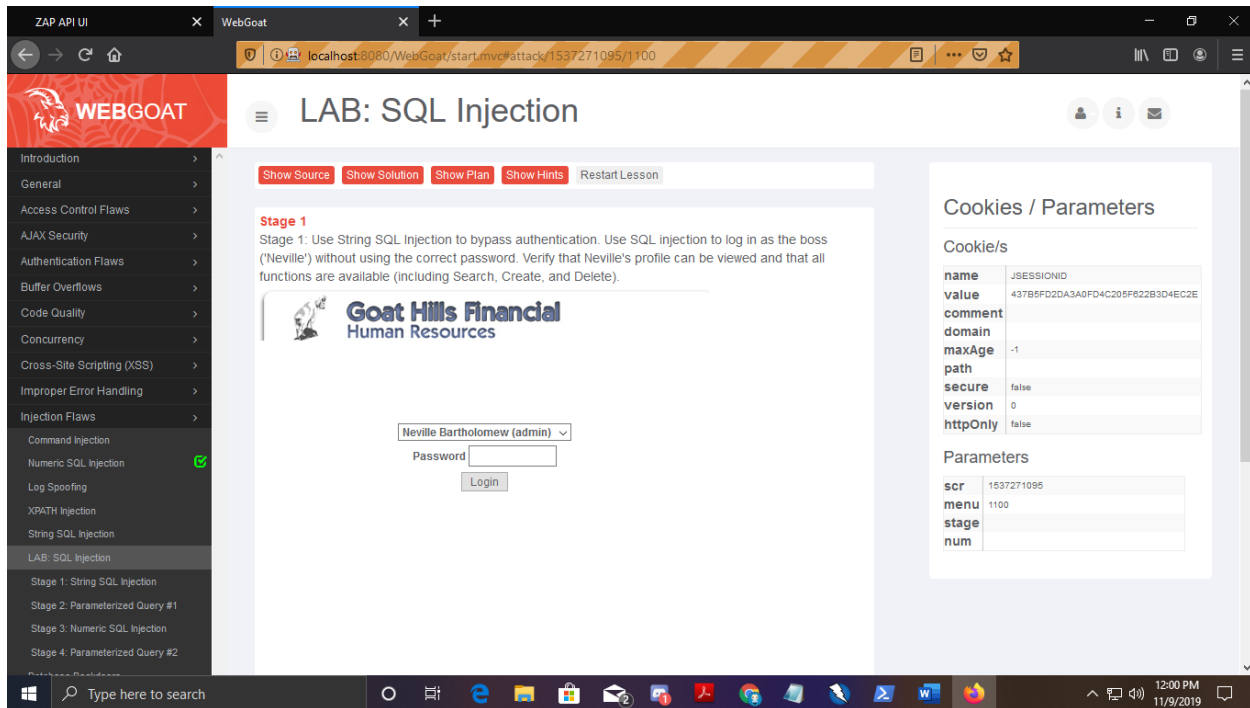 ZAP API UI
WebGoat
localhost:8080/WebGoat/start.mvc#attack/1537271095/1100
WEBGOAT
LAB: SQL Injection
Introduction
General
Access Control Flaws
AJAX Security
Authentication Flaws
Buffer Overflows
Code Quality
Concurrency
Cross-Site Scripting (XSS)
Improper Error Handling
Injection Flaws
Command Injection
Numeric SQL Injection
Log Spoofing
XPATH Injection
String SQL Injection
LAB: SQL Injection
Stage 1: String SQL Injection
Stage 2: Parameterized Query #1
Stage 3: Numeric SQL Injection
Stage 4: Parameterized Query #2
Show Source Show Solution Show Plan Show Hints Restart Lesson
Stage 1
Stage 1: Use String SQL Injection to bypass authentication. Use SQL injection to log in as the boss
('Neville') without using the correct password. Verify that Neville's profile can be viewed and that all
functions are available (including Search, Create, and Delete).
Goat Hills Financial
Human Resources
Neville Bartholomew (admin)
Password
Login
Cookies / Parameters
Cookie/s
name JSESSIONID
value 437B5FD2DA3A0FD4C205F622B3D4EC2E
comment
domain
maxAge -1
path
secure false
version 0
httpOnly false
Parameters
scr 1537271095
menu 1100
stage
num
Type here to search
12:00 PM
11/9/2019